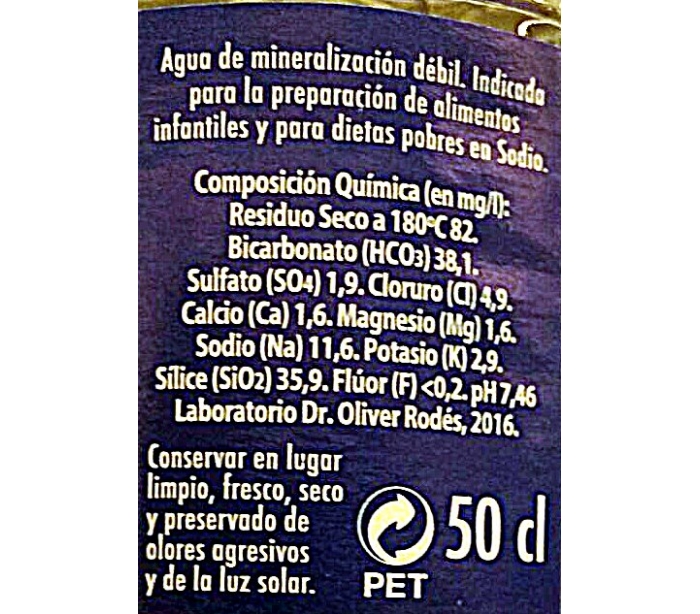 Agua de mineralización débil. Indicada
para la preparación de alimentos
infantiles y para dietas pobres en Sodio.
Composición Química (en mg/l):
Residuo Seco a 180ºC 82.
Bicarbonato (HCO3) 38,1.
Sulfato (SO4) 1,9. Cloruro (Cl) 4,9.
Calcio (Ca) 1,6. Magnesio (Mg) 1,6.
Sodio (Na) 11,6. Potasio (K) 2,9.
Sílice (SiO2) 35,9. Flúor (F) <0,2. pH 7,46
Laboratorio Dr. Oliver Rodés, 2016.
Conservar en lugar
limpio, fresco, seco
y preservado de
olores agresivos
y de la luz solar.
PET
50 cl